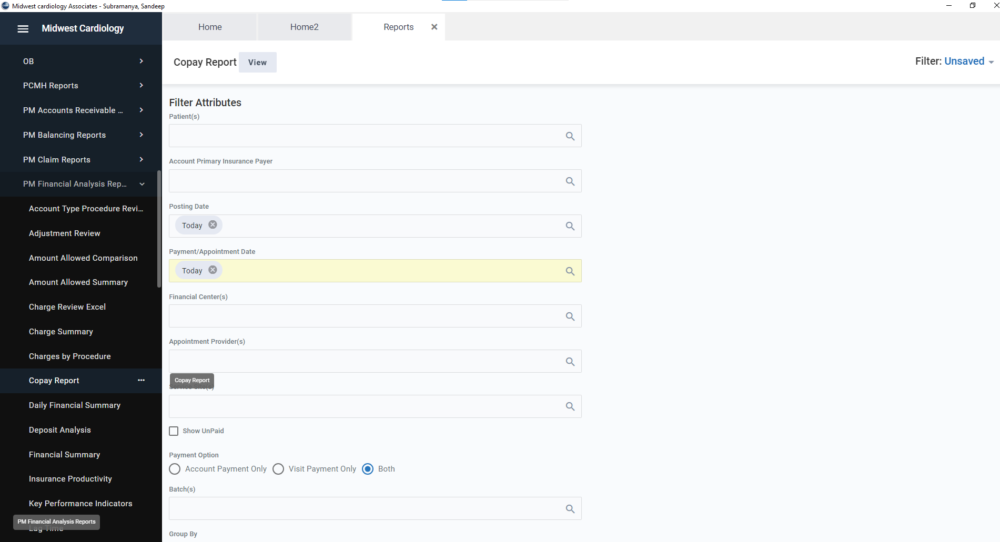 Midwest cardiology Associates - Subramanya, Sandeep
Midwest Cardiology
Home
Home2
Reports
OB
PCMH Reports
PM Accounts Receivable ...
PM Balancing Reports
PM Claim Reports
PM Financial Analysis Rep...
Account Type Procedure Revi...
Adjustment Review
Amount Allowed Comparison
Amount Allowed Summary
Charge Review Excel
Charge Summary
Charges by Procedure
Copay Report
Daily Financial Summary
Deposit Analysis
Financial Summary
Insurance Productivity
Key Performance Indicators
PM Financial Analysis Reports
Lag Time
Copay Report View
Filter: Unsaved
Filter Attributes
Patient(s)
Account Primary Insurance Payer
Posting Date
Today
Payment/Appointment Date
Today
Financial Center(s)
Appointment Provider(s)
Copay Report
Service Site(s)
Show UnPaid
Payment Option
Account Payment Only Visit Payment Only Both
Batch(s)
Group By